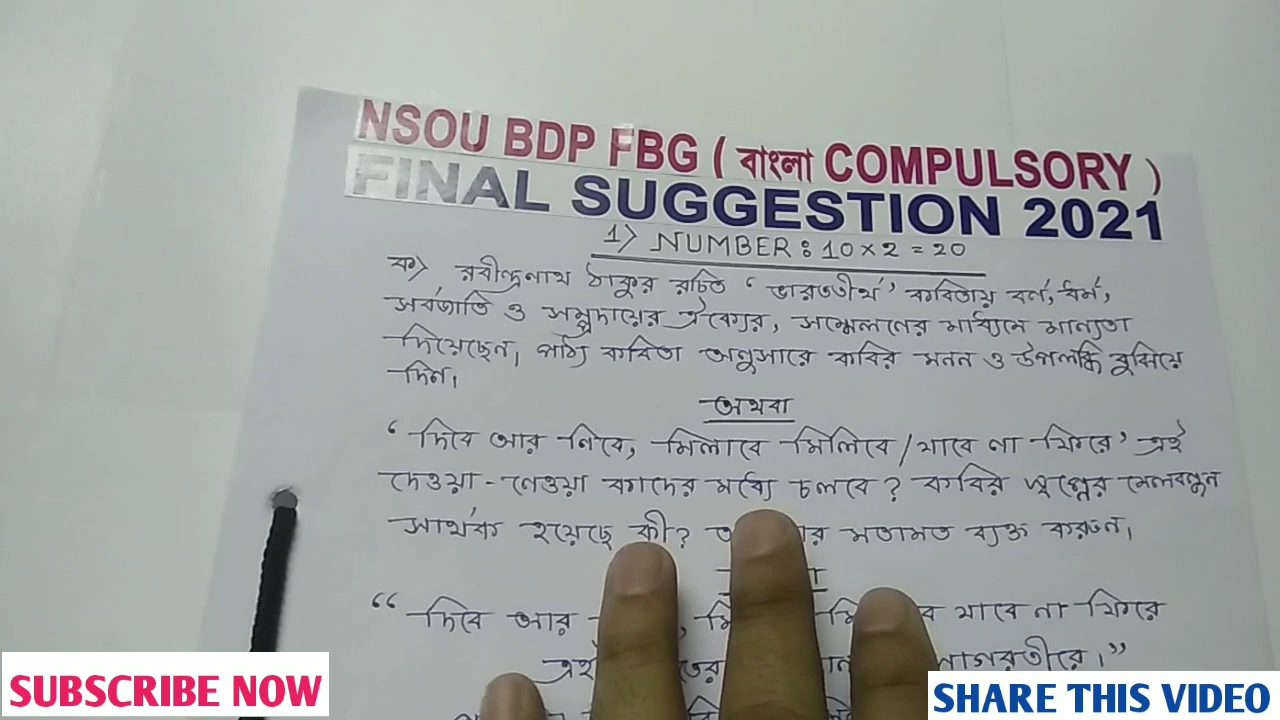 NSOU BDP FBG ( বাংলা COMPULSORY )
FINAL SUGGESTION 2021
1) NUMBER : 10 × 2 = 20
ক) রবীন্দ্রনাথ ঠাকুর রচিত ‘ ভারততীর্থ’ কবিতায় বর্ণ, ধর্ম,
সর্বজাতি ও সম্প্রদায়ের ঐক্যের, সম্মেলনের মাধ্যমে মান্যতা
দিয়েছেন। পাঠ্য কবিতা অনুসারে কবির মনন ও উপলব্ধি বুঝিয়ে
দিন।
অথবা
‘ দিবে আর নিবে, মিলাবে মিলিবে / যাবে না ফিরে’ এই
দেওয়া - নেওয়া কাদের মধ্যে চলবে ? কবির স্বপ্নের মেলবন্ধন
সার্থক হয়েছে কী? মতামত ব্যক্ত করুন।
“ দিবে আর যাবে না ফিরে
এই সাগরতীরে।”
SUBSCRIBE NOW
SHARE THIS VIDEO